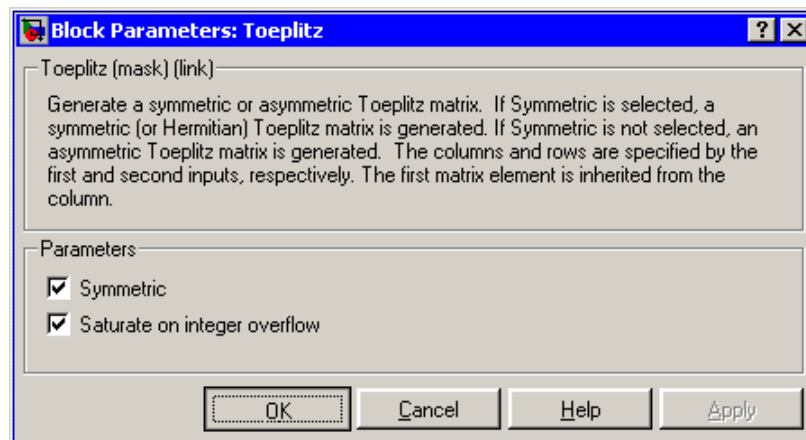 Block Parameters: Toeplitz
Toeplitz (mask) (link)
Generate a symmetric or asymmetric Toeplitz matrix. If Symmetric is selected, a
symmetric (or Hermitian) Toeplitz matrix is generated. If Symmetric is not selected, an
asymmetric Toeplitz matrix is generated. The columns and rows are specified by the
first and second inputs, respectively. The first matrix element is inherited from the
column.
Parameters
Symmetric
Saturate on integer overflow
OK Cancel Help Apply